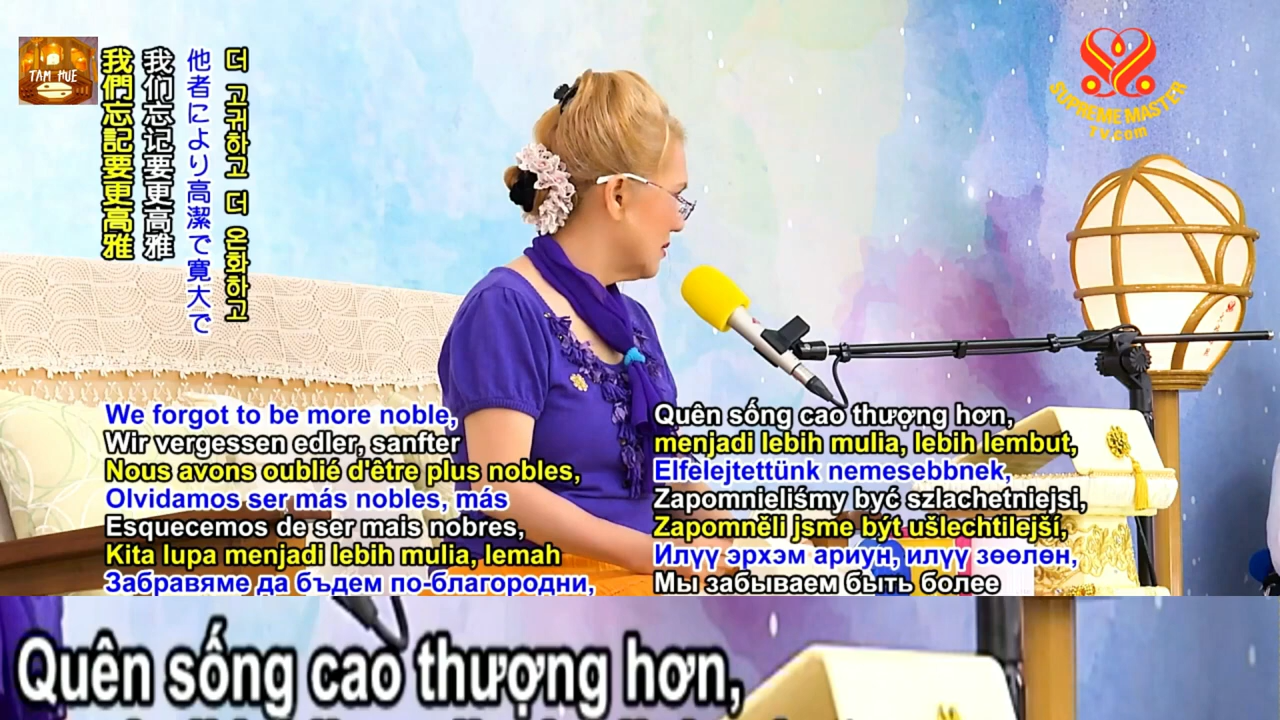 TAM HUE
我們忘記要更高雅
我们忘记要更高雅
他者により高潔で寛大で
더 고귀하고 더 온화하고
SUPREME MASTER
TV.com
We forgot to be more noble,
Wir vergessen edler, sanfter
Nous avons oublié d'être plus nobles,
Olvidamos ser más nobles, más
Esquecemos de ser mais nobres,
Kita lupa menjadi lebih mulia, lemah
Забравяме да бъдем по-благородни,
Quên sống cao thượng hơn,
menjadi lebih mulia, lebih lembut,
Elfelejtettünk nemesebbnek,
Zapomnieliśmy być szlachetniejsi,
Zapomněli jsme být ušlechtilejší,
Илүү эрхэм ариун, илүү зөөлөн,
Мы забываем быть более
Quên sống cao thượng hơn,